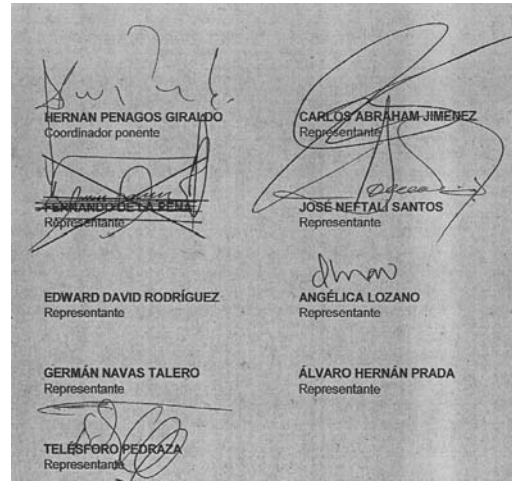 HERNAN PENAGOS GIRALDO
Coordinador ponente
CARLOS ABRAHAM JIMENEZ
Representante
FERNANDO DE LA PEÑA
Representante
JOSÉ NEFTALÍ SANTOS
Representante
EDWARD DAVID RODRÍGUEZ
Representante
ANGÉLICA LOZANO
Representante
GERMÁN NAVAS TALERO
Representante
ÁLVARO HERNÁN PRADA
Representante
TELÉSFORO PEDRAZA
Representante